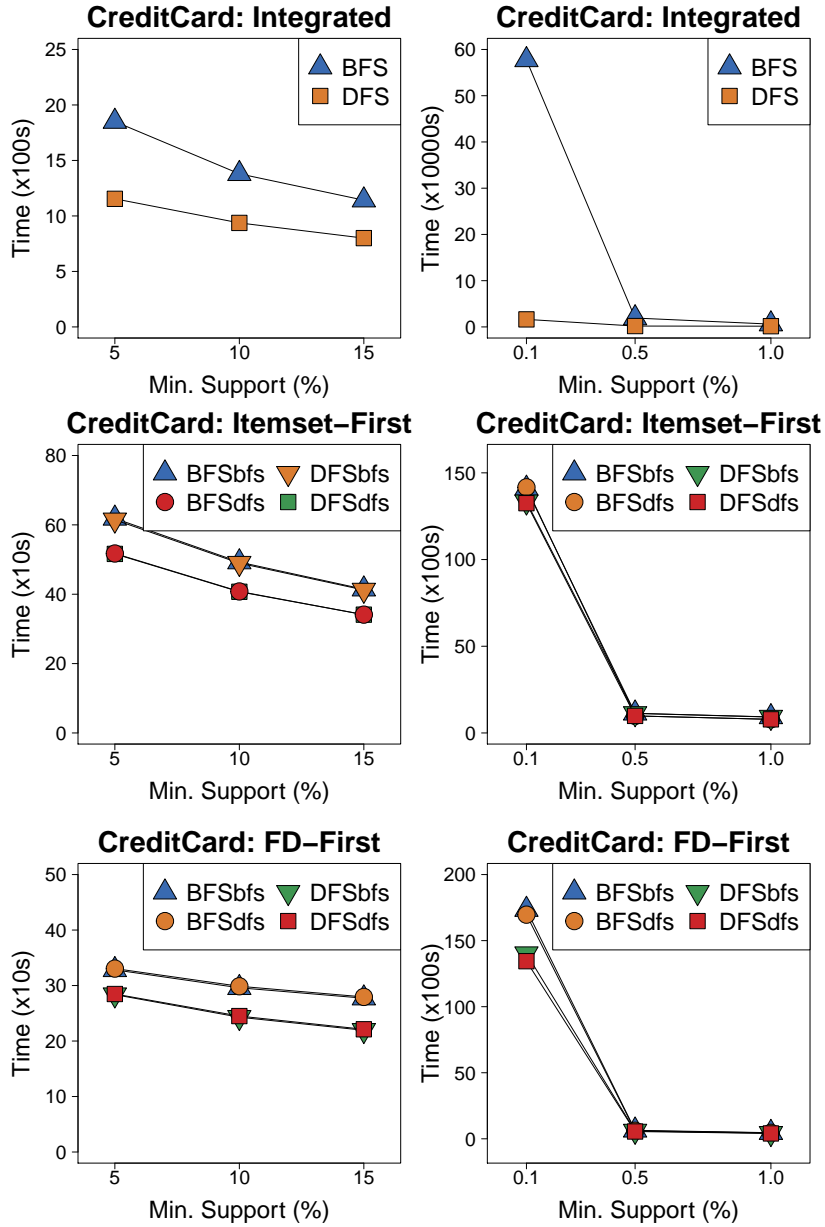 CreditCard: Integrated
BFS
DFS
Time (x100s)
25
20
15
10
5
0
5 10 15
Min. Support (%)
CreditCard: Integrated
BFS
DFS
Time (x10000s)
60
50
40
30
20
10
0
0.1 0.5 1.0
Min. Support (%)
CreditCard: Itemset−First
BFSbfs DFSbfs
BFSdfs DFSdfs
Time (x10s)
80
60
40
20
0
5 10 15
Min. Support (%)
CreditCard: Itemset−First
BFSbfs DFSbfs
BFSdfs DFSdfs
Time (x100s)
150
100
50
0
0.1 0.5 1.0
Min. Support (%)
CreditCard: FD−First
BFSbfs DFSbfs
BFSdfs DFSdfs
Time (x10s)
50
40
30
20
10
0
5 10 15
Min. Support (%)
CreditCard: FD−First
BFSbfs DFSbfs
BFSdfs DFSdfs
Time (x100s)
200
150
100
50
0
0.1 0.5 1.0
Min. Support (%)